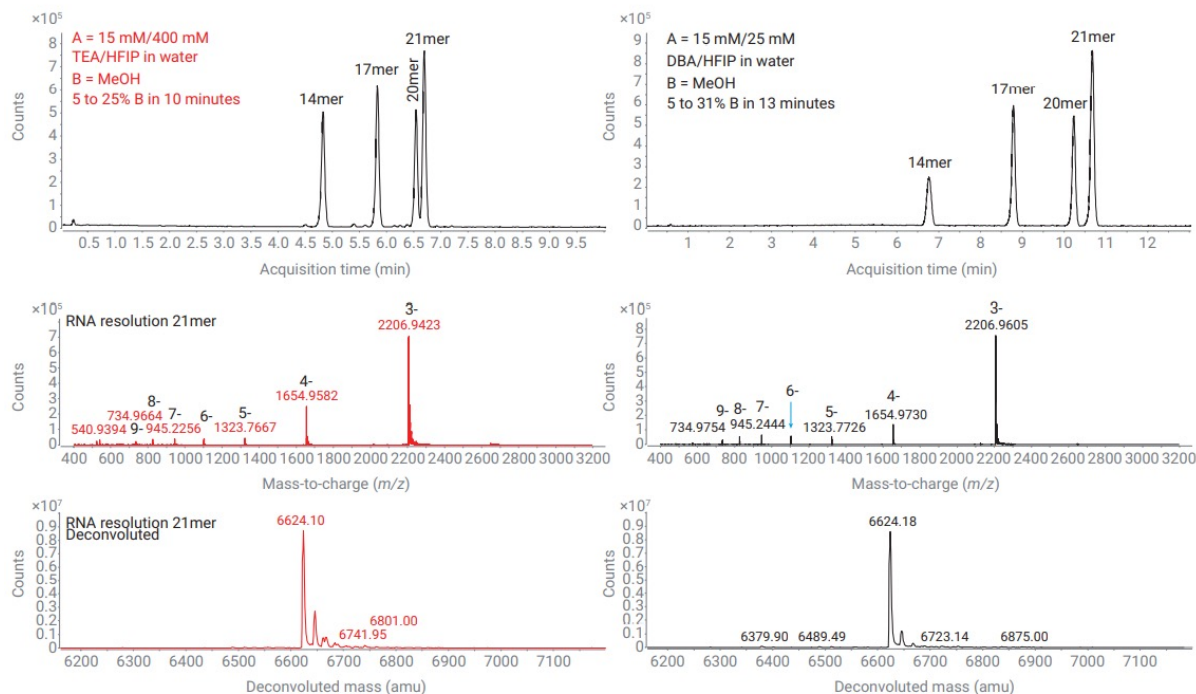 ×10⁵
A = 15 mM/400 mM
TEA/HFIP in water
B = MeOH
5 to 25% B in 10 minutes
14mer
17mer
20mer
21mer
Counts
8
7
6
5
4
3
2
1
0
0.5 1.0 1.5 2.0 2.5 3.0 3.5 4.0 4.5 5.0 5.5 6.0 6.5 7.0 7.5 8.0 8.5 9.0 9.5
Acquisition time (min)
×10⁵
A = 15 mM/25 mM
DBA/HFIP in water
B = MeOH
5 to 31% B in 13 minutes
14mer
17mer
20mer
21mer
Counts
9
8
7
6
5
4
3
2
1
0
1 2 3 4 5 6 7 8 9 10 11 12
Acquisition time (min)
×10⁵
RNA resolution 21mer
3-
2206.9423
4-
1654.9582
8-
734.9664
7-
6-
5-
1323.7667
540.9394
9-
945.2256
Counts
7
6
5
4
3
2
1
0
400 600 800 1000 1200 1400 1600 1800 2000 2200 2400 2600 2800 3000 3200
Mass-to-charge (m/z)
×10⁵
3-
2206.9605
6-
4-
1654.9730
9-
8-
7-
5-
734.9754
945.2444
1323.7726
Counts
8
7
6
5
4
3
2
1
0
400 600 800 1000 1200 1400 1600 1800 2000 2200 2400 2600 2800 3000 3200
Mass-to-charge (m/z)
×10⁷
RNA resolution 21mer
Deconvoluted
6624.10
6801.00
6741.95
Counts
0.9
0.8
0.7
0.6
0.5
0.4
0.3
0.2
0.1
6200 6300 6400 6500 6600 6700 6800 6900 7000 7100
Deconvoluted mass (amu)
×10⁷
6624.18
6379.90
6489.49
6723.14
6875.00
Counts
0.9
0.8
0.7
0.6
0.5
0.4
0.3
0.2
0.1
6200 6300 6400 6500 6600 6700 6800 6900 7000 7100
Deconvoluted mass (amu)